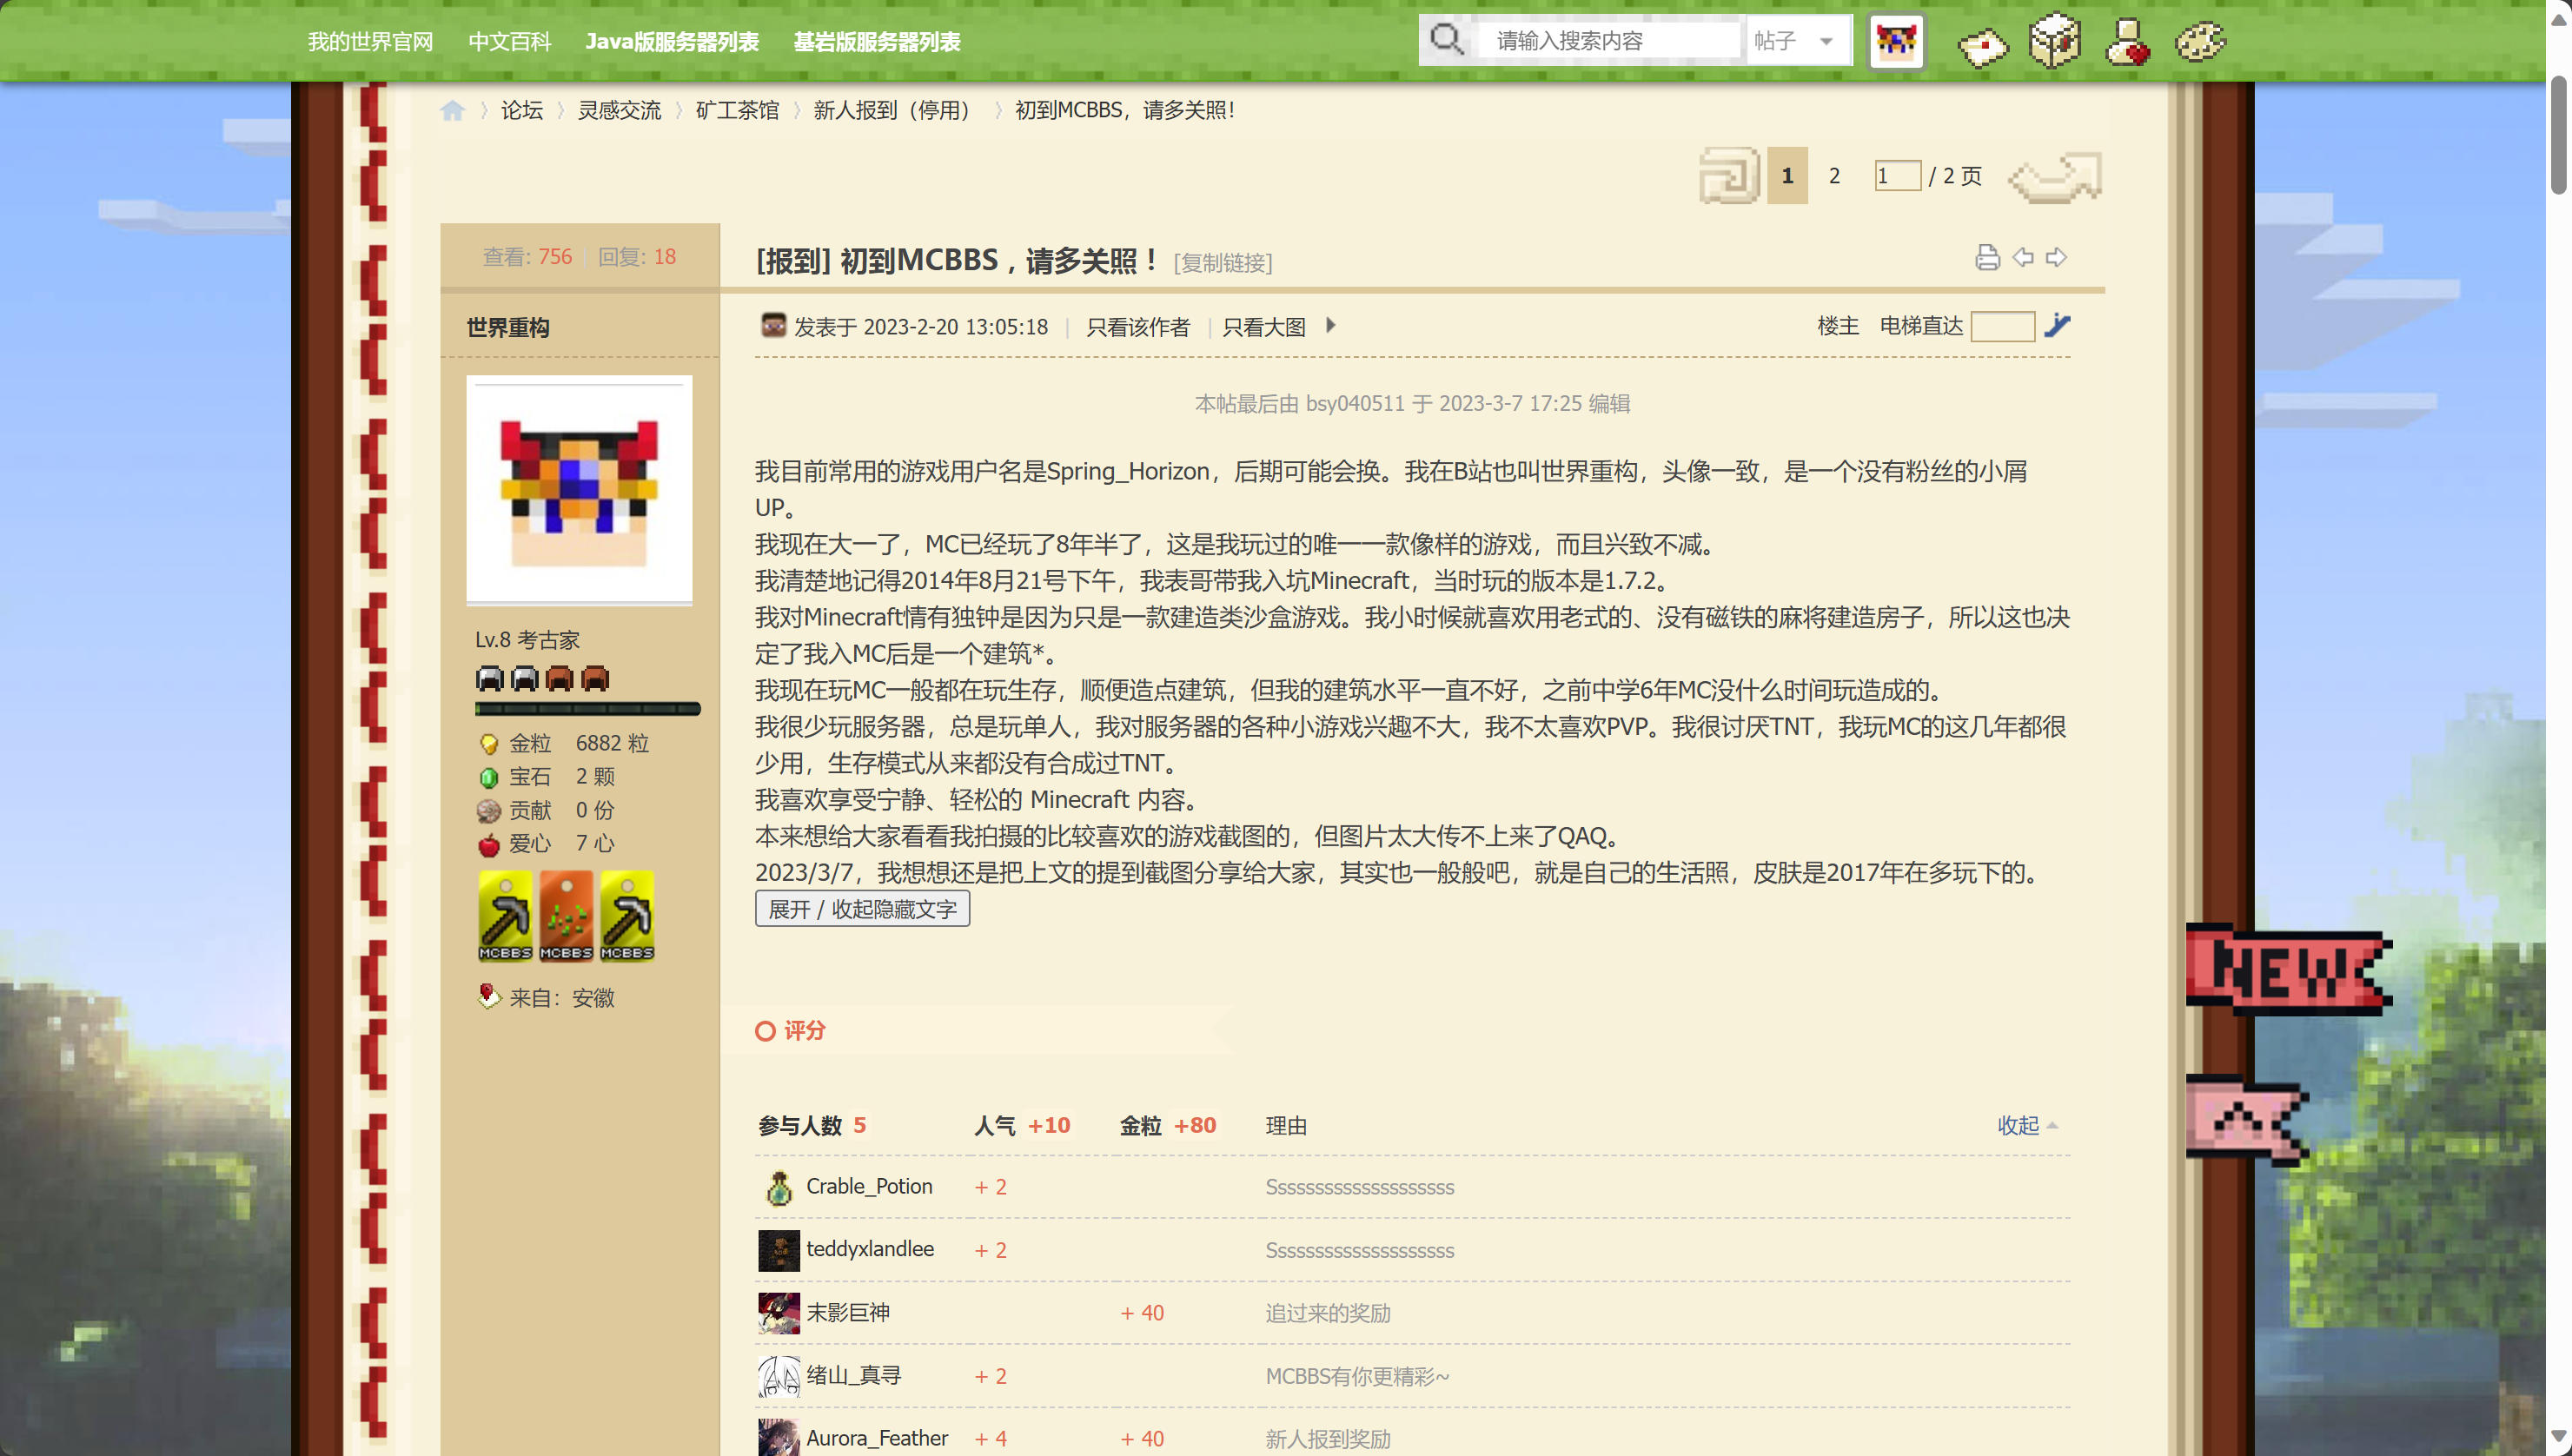 我的世界官网 中文百科 Java版服务器列表 基岩版服务器列表 请输入搜索内容 帖子
论坛 〉 灵感交流 〉 矿工茶馆 〉 新人报到（停用） 〉 初到MCBBS，请多关照！
1 2 1 / 2 页
查看: 756 | 回复: 18
[报到] 初到MCBBS，请多关照！ [复制链接]
世界重构
发表于 2023-2-20 13:05:18 | 只看该作者 | 只看大图
楼主 电梯直达
本帖最后由 bsy040511 于 2023-3-7 17:25 编辑
我目前常用的游戏用户名是Spring_Horizon，后期可能会换。我在B站也叫世界重构，头像一致，是一个没有粉丝的小屑
UP。
我现在大一了，MC已经玩了8年半了，这是我玩过的唯一一款像样的游戏，而且兴致不减。
我清楚地记得2014年8月21号下午，我表哥带我入坑Minecraft，当时玩的版本是1.7.2。
我对Minecraft情有独钟是因为只是一款建造类沙盒游戏。我小时候就喜欢用老式的、没有磁铁的麻将建造房子，所以这也决
定了我入MC后是一个建筑*。
我现在玩MC一般都在玩生存，顺便造点建筑，但我的建筑水平一直不好，之前中学6年MC没什么时间玩造成的。
我很少玩服务器，总是玩单人，我对服务器的各种小游戏兴趣不大，我不太喜欢PVP。我很讨厌TNT，我玩MC的这几年都很
少用，生存模式从来都没有合成过TNT。
我喜欢享受宁静、轻松的 Minecraft 内容。
本来想给大家看看我拍摄的比较喜欢的游戏截图的，但图片太大传不上来了QAQ。
2023/3/7，我想想还是把上文的提到截图分享给大家，其实也一般般吧，就是自己的生活照，皮肤是2017年在多玩下的。
展开 / 收起隐藏文字
Lv.8 考古家
金粒 6882 粒
宝石 2 颗
贡献 0 份
爱心 7 心
MCBBS MCBBS MCBBS
来自：安徽
NEW
评分
参与人数 5 人气 +10 金粒 +80 理由 收起
Crable_Potion + 2 Sssssssssssssssssssss
teddyxlandlee + 2 Sssssssssssssssssssss
末影巨神 + 40 追过来的奖励
绪山_真寻 + 2 MCBBS有你更精彩~
Aurora_Feather + 4 + 40 新人报到奖励